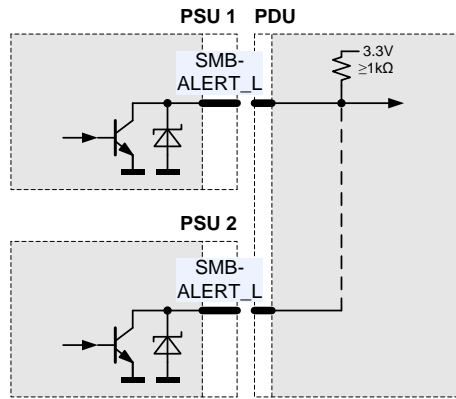 PSU 1 PDU
SMB-
ALERT_L
3.3V
≥1kΩ
PSU 2
SMB-
ALERT_L